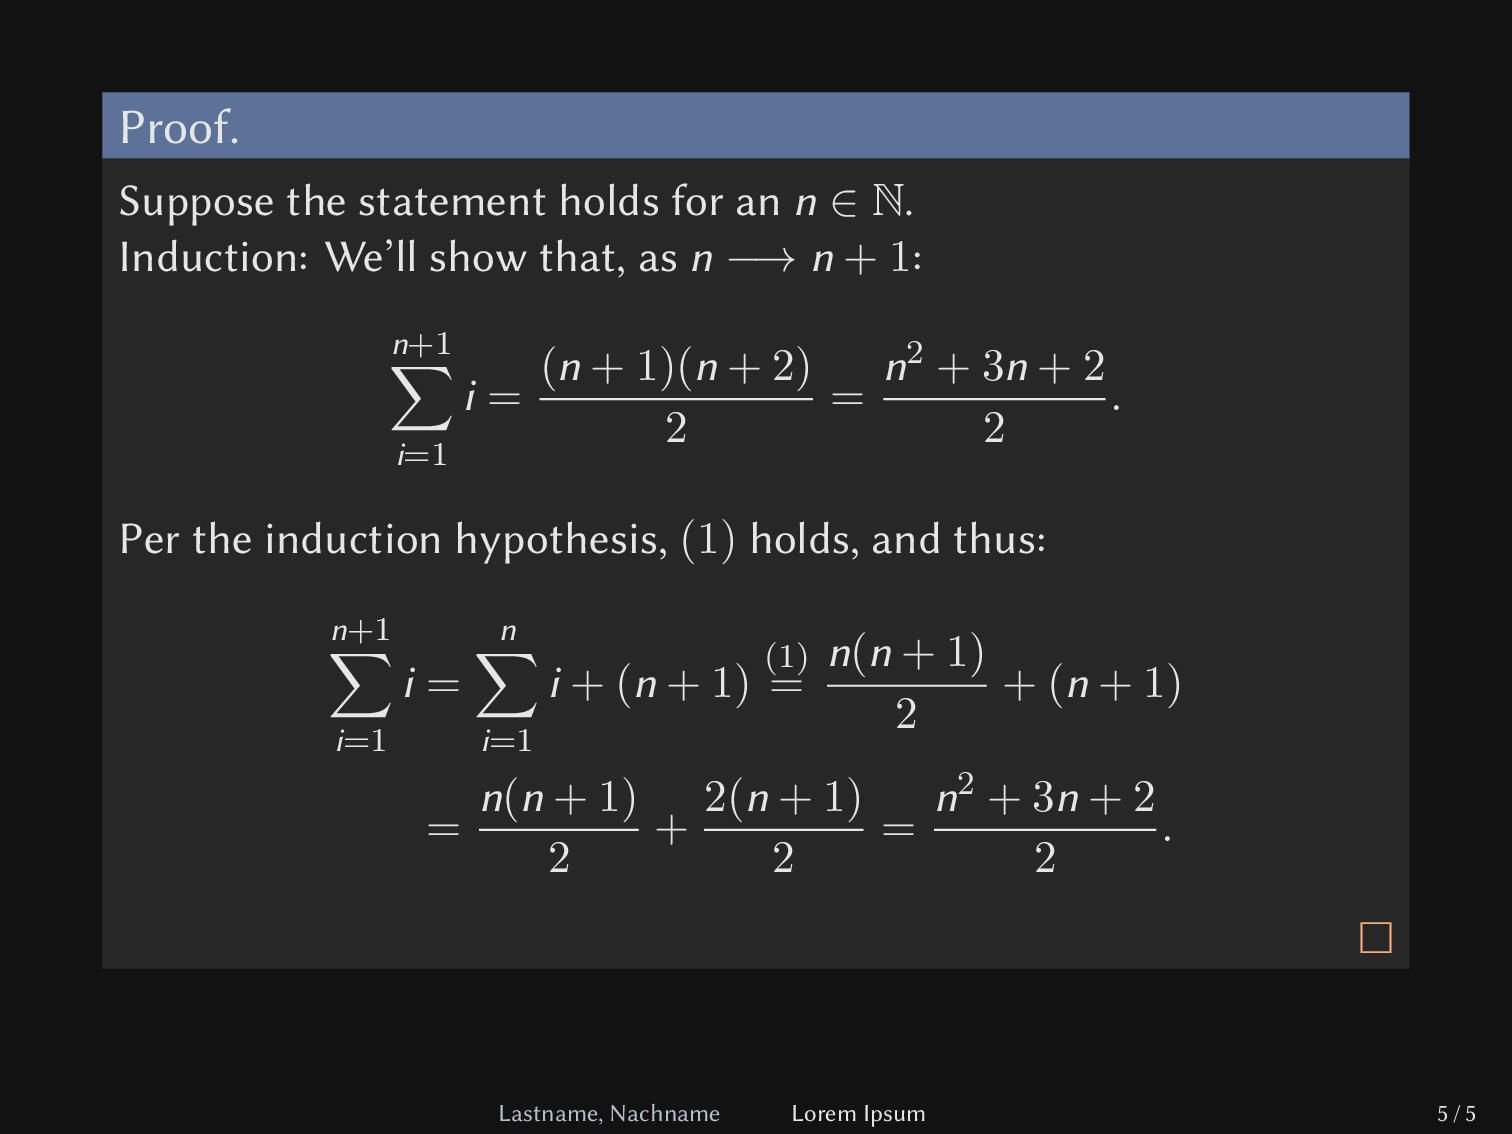 Proof.
Suppose the statement holds for an n ∈ ℕ.
Induction: We’ll show that, as n ⟶ n + 1:
\sum_{i=1}^{n+1} i = \frac{(n + 1)(n + 2)}{2} = \frac{n^2 + 3n + 2}{2}.
Per the induction hypothesis, (1) holds, and thus:
\sum_{i=1}^{n+1} i = \sum_{i=1}^{n} i + (n + 1) \overset{(1)}{=} \frac{n(n + 1)}{2} + (n + 1)
= \frac{n(n + 1)}{2} + \frac{2(n + 1)}{2} = \frac{n^2 + 3n + 2}{2}.
□
Lastname, Nachname Lorem Ipsum 5 / 5